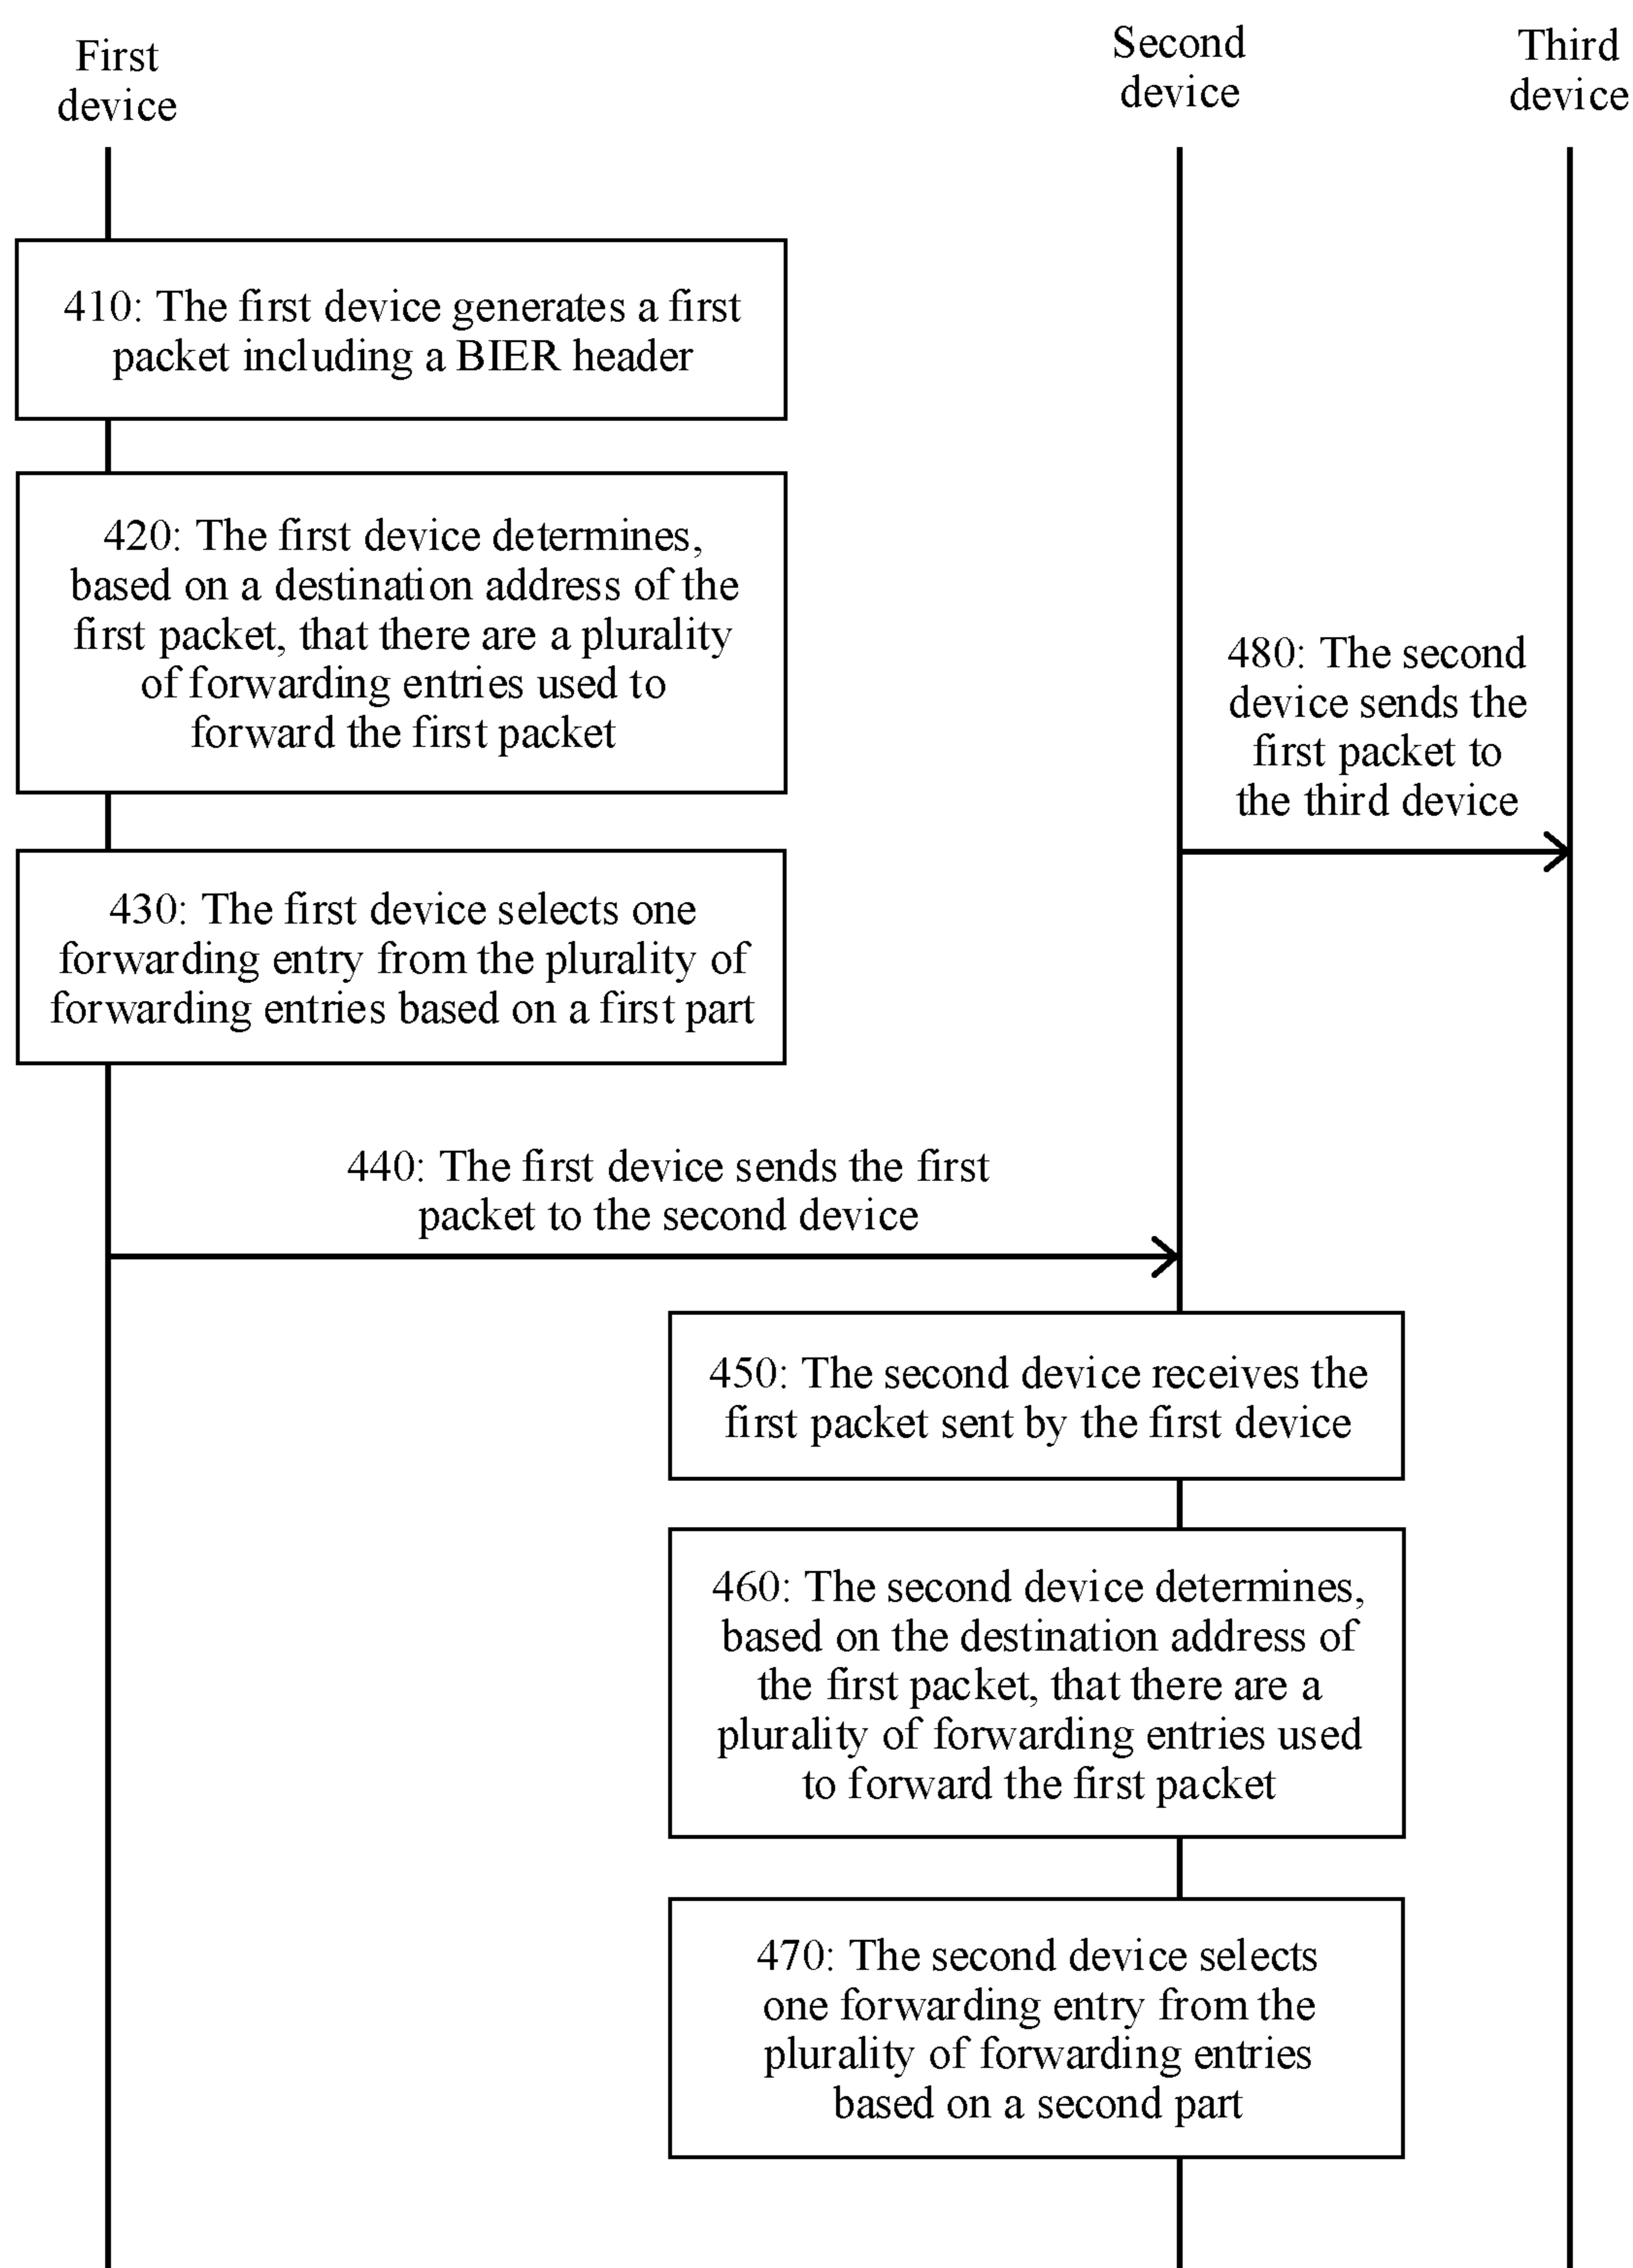 First
device
Second
device
Third
device
410: The first device generates a first
packet including a BIER header
420: The first device determines,
based on a destination address of the
first packet, that there are a plurality
of forwarding entries used to
forward the first packet
480: The second
device sends the
first packet to
the third device
430: The first device selects one
forwarding entry from the plurality of
forwarding entries based on a first part
440: The first device sends the first
packet to the second device
450: The second device receives the
first packet sent by the first device
460: The second device determines,
based on the destination address of
the first packet, that there are a
plurality of forwarding entries used
to forward the first packet
470: The second device selects
one forwarding entry from the
plurality of forwarding entries
based on a second part